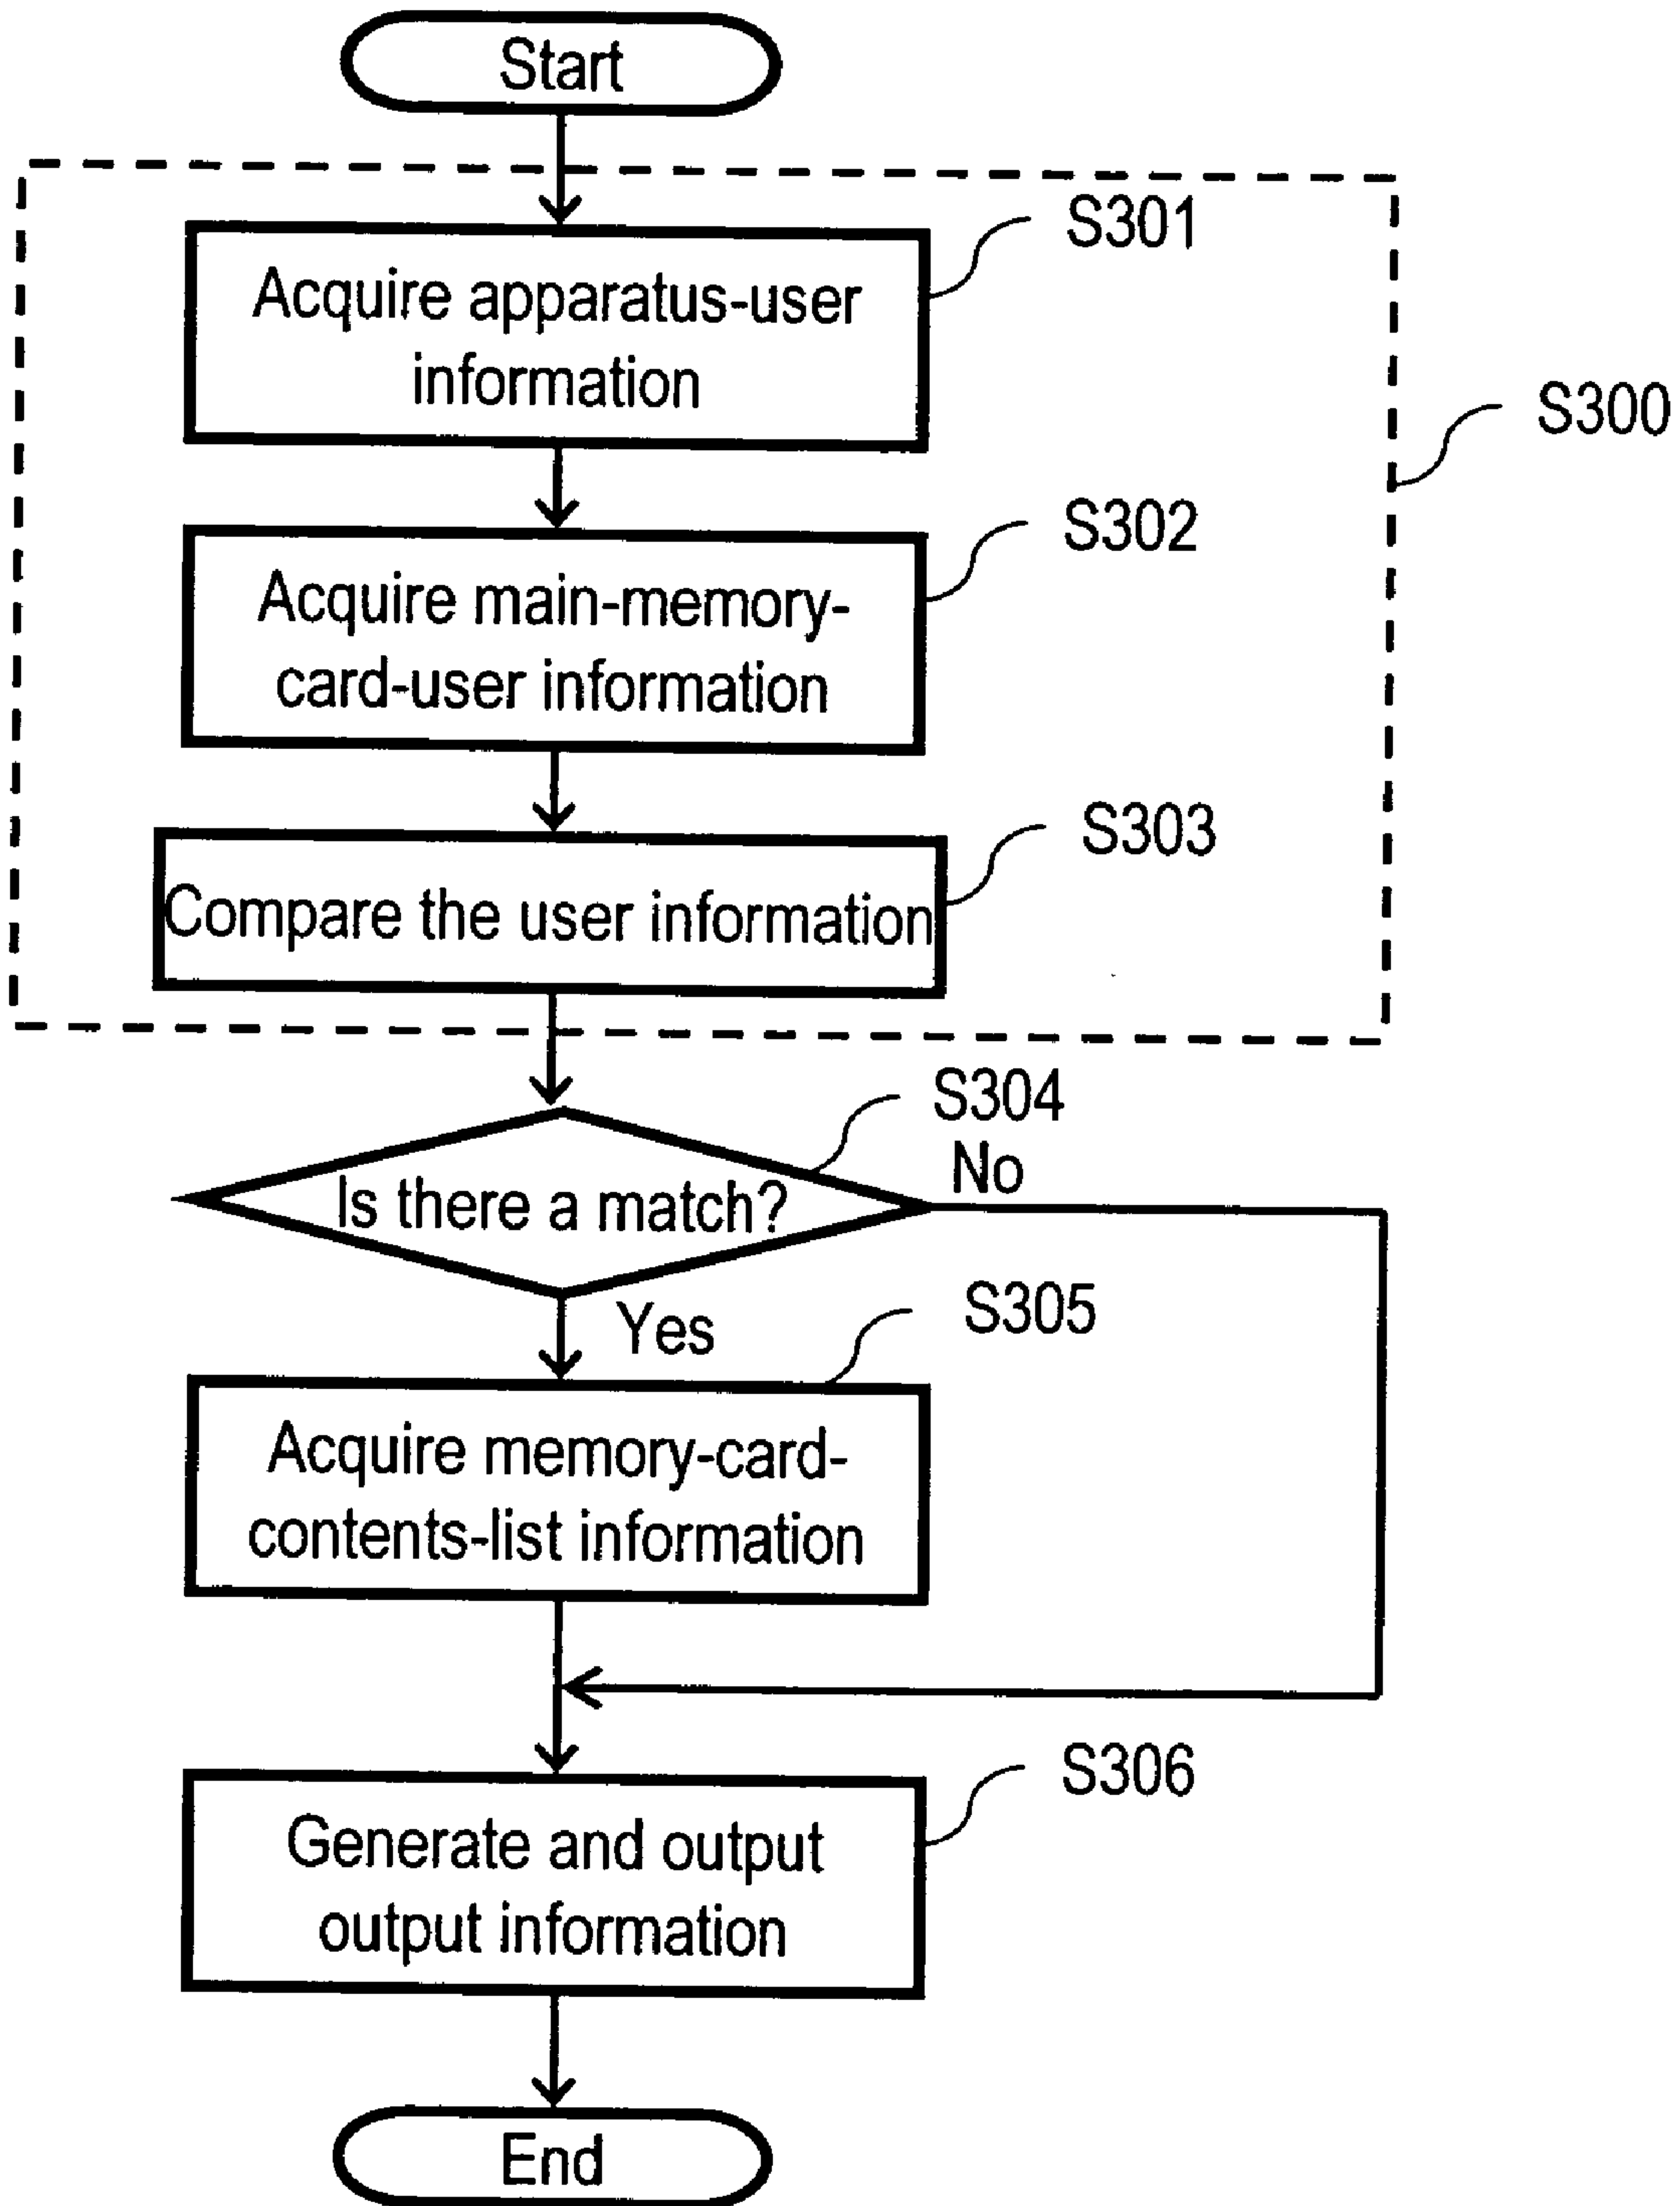 Start
S301
Acquire apparatus-user
information
S300
S302
Acquire main-memory-
card-user information
S303
Compare the user information
S304
No
Is there a match?
Yes
S305
Acquire memory-card-
contents-list information
S306
Generate and output
output information
End